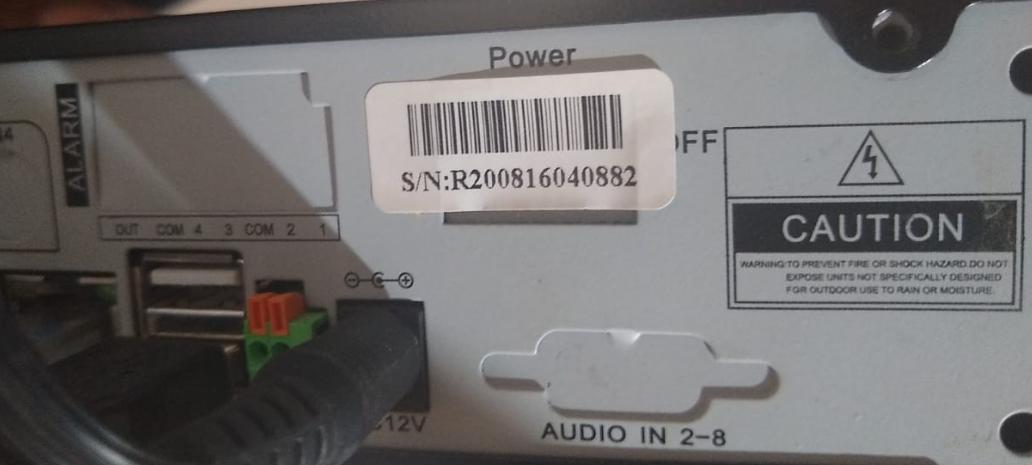 Power
ALARM
S/N:R200816040882
OFF
OUT COM 4 3 COM 2 1
CAUTION
WARNING:TO PREVENT FIRE OR SHOCK HAZARD.DO NOT
EXPOSE UNITS NOT SPECIFICALLY DESIGNED
FOR OUTDOOR USE TO RAIN OR MOISTURE.
12V
AUDIO IN 2-8